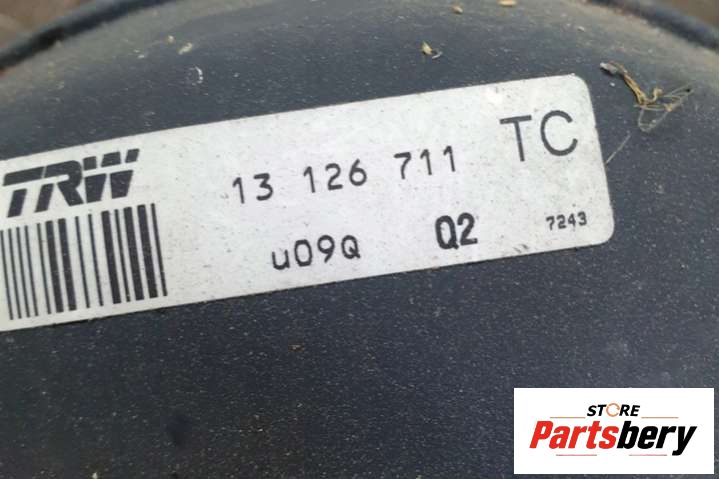 TRW
13 126 711 TC
u09Q Q2 7243
STORE
Partsbery